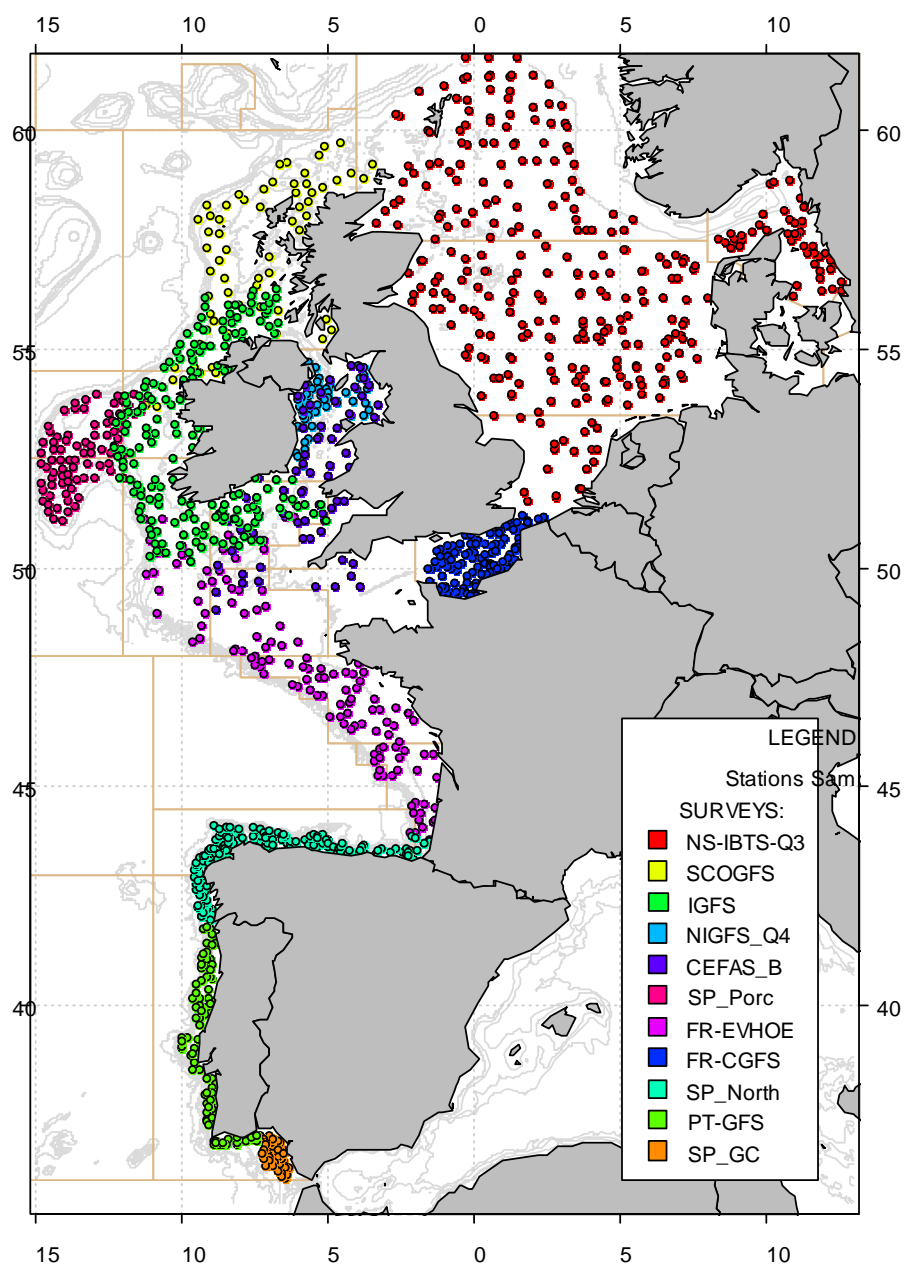 15 10 5 0 5 10
60 60
55 55
50 50
45 45
40 40
LEGEND
Stations Sam
SURVEYS:
NS-IBTS-Q3
SCOGFS
IGFS
NIGFS_Q4
CEFAS_B
SP_Porc
FR-EVHOE
FR-CGFS
SP_North
PT-GFS
SP_GC
15 10 5 0 5 10